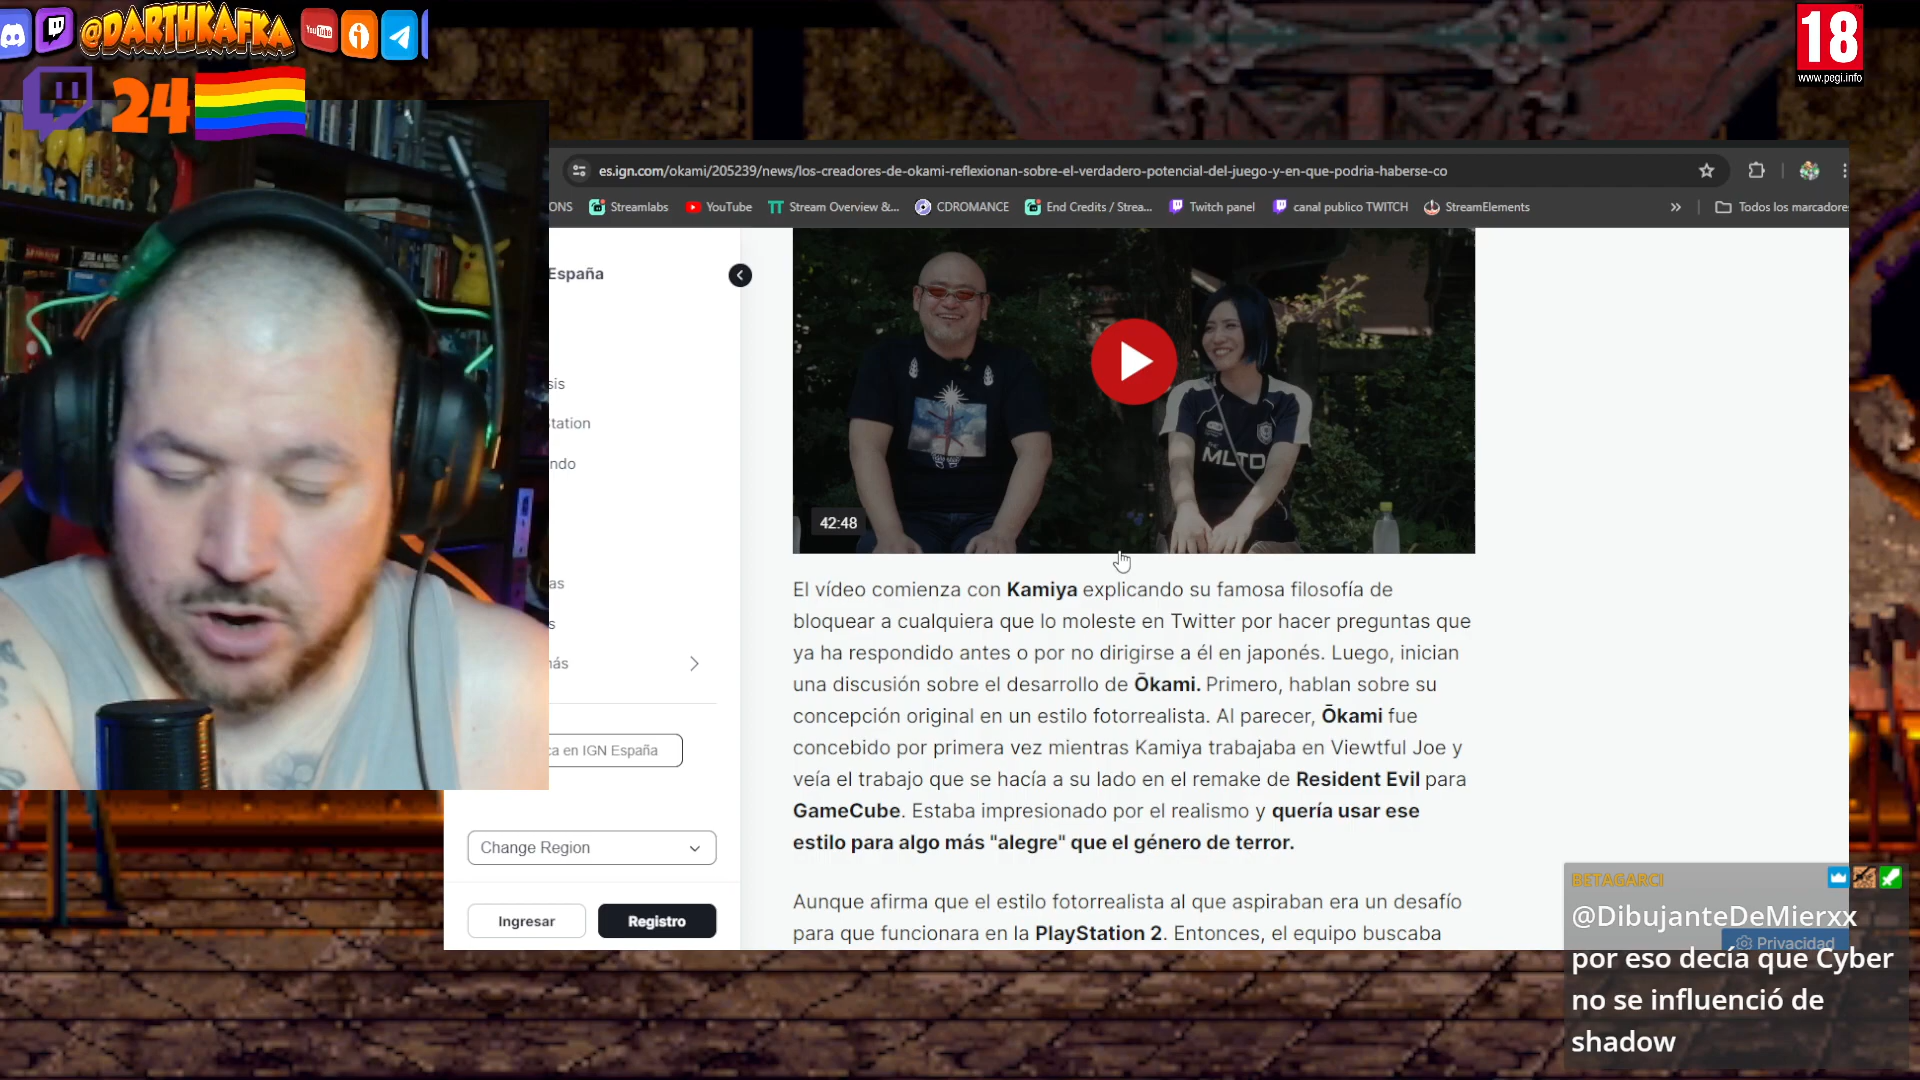 @DARTHKAFKA
YouTube
24
18
www.pegi.info
es.ign.com/okami/205239/news/los-creadores-de-okami-reflexionan-sobre-el-verdadero-potencial-del-juego-y-en-que-podria-haberse-co
ONS Streamlabs YouTube Stream Overview &... CDROMANCE End Credits / Strea... Twitch panel canal publico TWITCH StreamElements » Todos los marcadore
España
sis
tation
ndo
as
s
más
ca en IGN España
Change Region
Ingresar Registro
MLTD
42:48
El vídeo comienza con Kamiya explicando su famosa filosofía de
bloquear a cualquiera que lo moleste en Twitter por hacer preguntas que
ya ha respondido antes o por no dirigirse a él en japonés. Luego, inician
una discusión sobre el desarrollo de Ōkami. Primero, hablan sobre su
concepción original en un estilo fotorrealista. Al parecer, Ōkami fue
concebido por primera vez mientras Kamiya trabajaba en Viewtful Joe y
veía el trabajo que se hacía a su lado en el remake de Resident Evil para
GameCube. Estaba impresionado por el realismo y quería usar ese
estilo para algo más "alegre" que el género de terror.
Aunque afirma que el estilo fotorrealista al que aspiraban era un desafío
para que funcionara en la PlayStation 2. Entonces, el equipo buscaba
BETAGARCI
@DibujanteDeMierxx
Privacidad
por eso decía que Cyber
no se influenció de
shadow